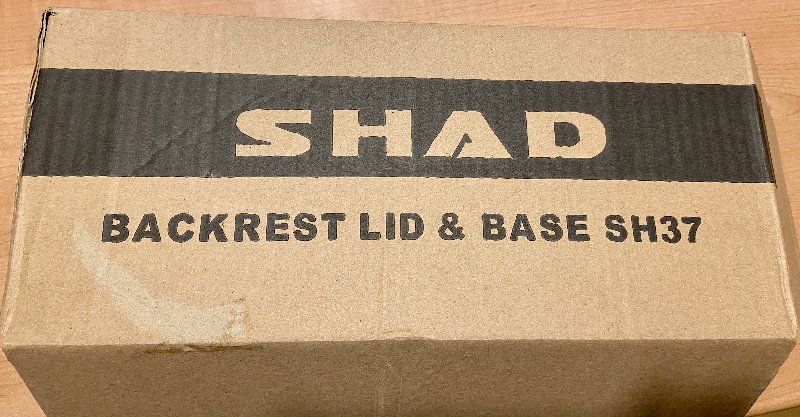 SHAD
BACKREST LID & BASE SH37